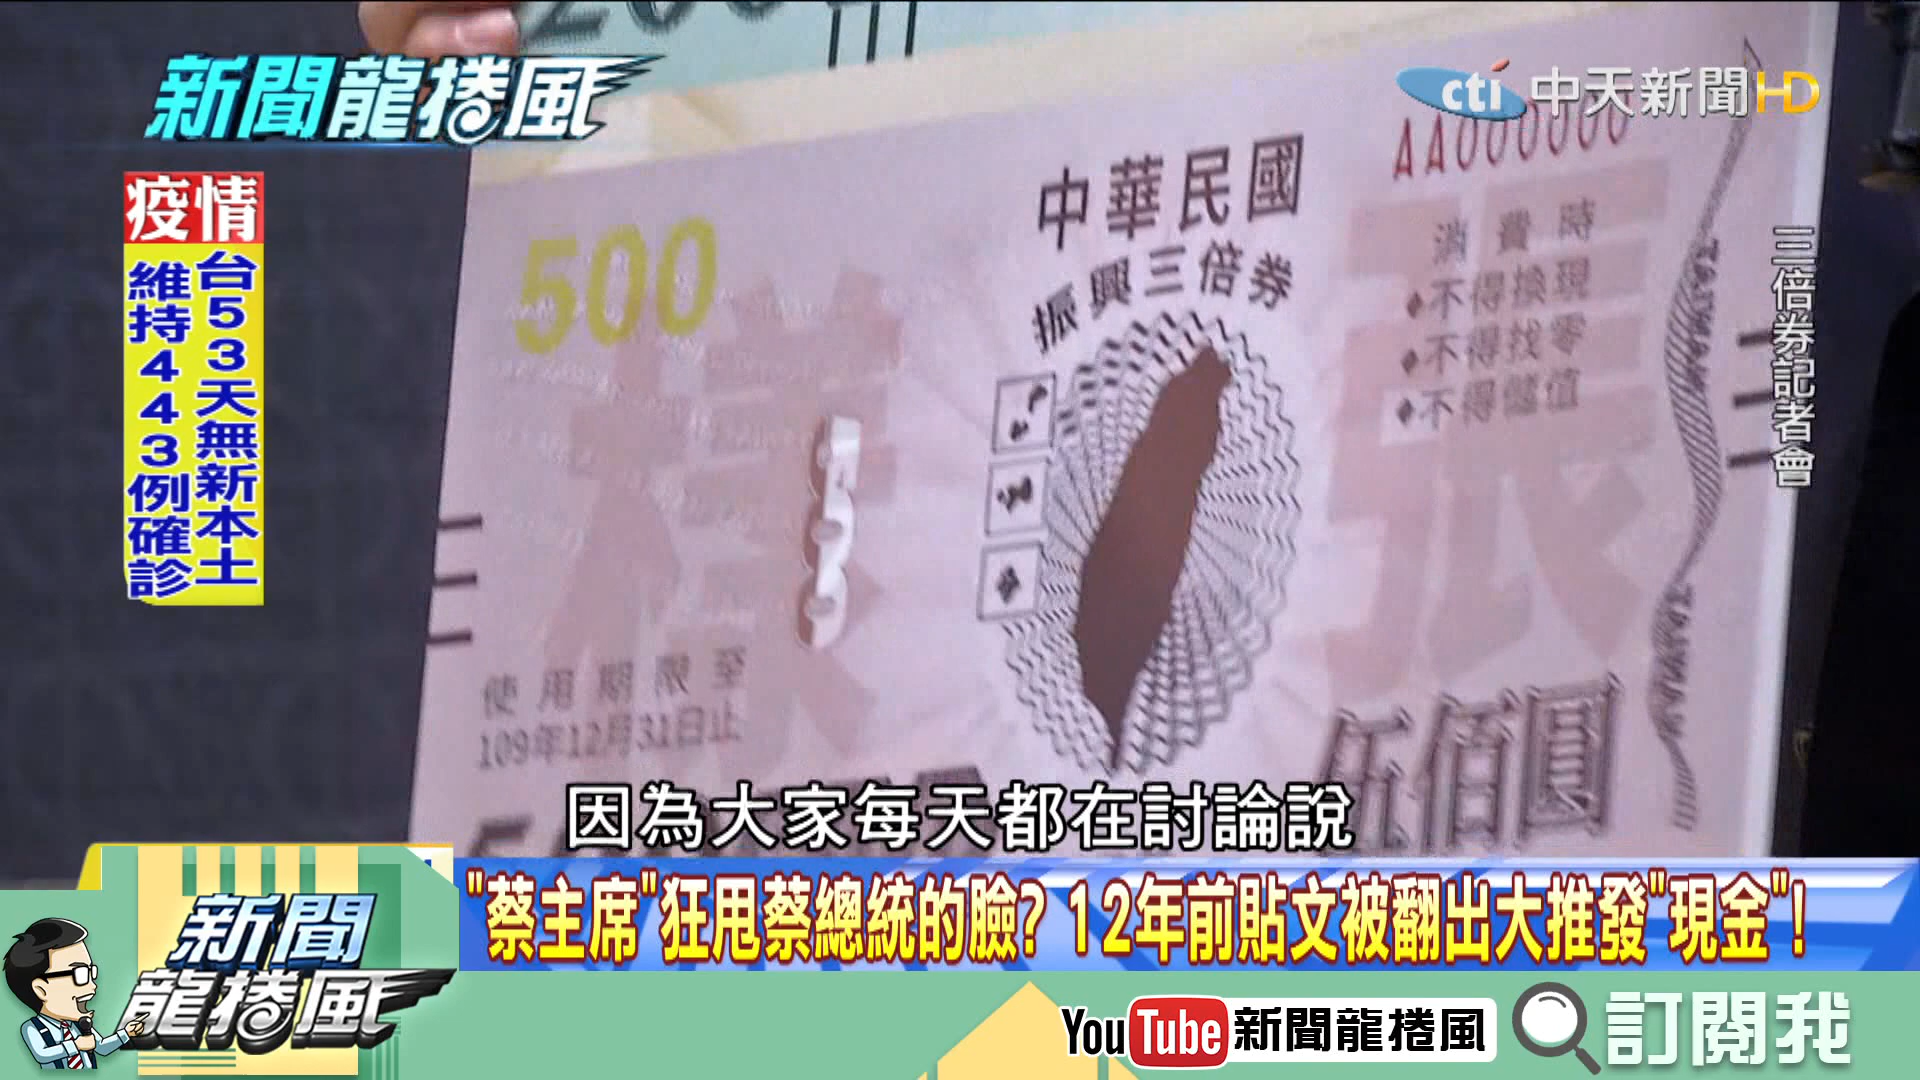 新聞龍捲風
cti 中天新聞HD
疫情
台53天無新本土
維持443例確診
三倍券記者會
AA000000
500
中華民國
振興三倍券
消費時
◆不得換現
◆不得找零
◆不得儲值
TAIWAN
TAIWAN
使用期限至
109年12月31日止
伍佰圓
因為大家每天都在討論說
"蔡主席"狂甩蔡總統的臉? 12年前貼文被翻出大推發"現金"!
新聞
龍捲風
YouTube 新聞龍捲風
訂閱我